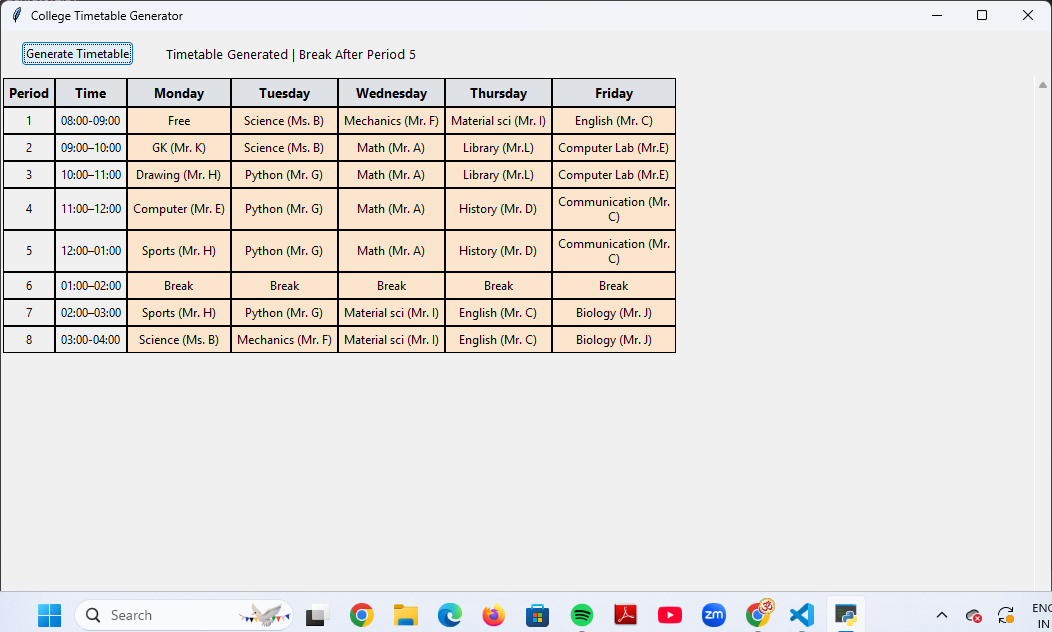 College Timetable Generator
Generate Timetable Timetable Generated | Break After Period 5
Period Time Monday Tuesday Wednesday Thursday Friday
1 08:00-09:00 Free Science (Ms. B) Mechanics (Mr. F) Material sci (Mr. I) English (Mr. C)
2 09:00–10:00 GK (Mr. K) Science (Ms. B) Math (Mr. A) Library (Mr.L) Computer Lab (Mr.E)
3 10:00–11:00 Drawing (Mr. H) Python (Mr. G) Math (Mr. A) Library (Mr.L) Computer Lab (Mr.E)
4 11:00–12:00 Computer (Mr. E) Python (Mr. G) Math (Mr. A) History (Mr. D) Communication (Mr.
C)
5 12:00–01:00 Sports (Mr. H) Python (Mr. G) Math (Mr. A) History (Mr. D) Communication (Mr.
C)
6 01:00–02:00 Break Break Break Break Break
7 02:00–03:00 Sports (Mr. H) Python (Mr. G) Material sci (Mr. I) English (Mr. C) Biology (Mr. J)
8 03:00-04:00 Science (Ms. B) Mechanics (Mr. F) Material sci (Mr. I) English (Mr. C) Biology (Mr. J)
Search zm ENG
IN